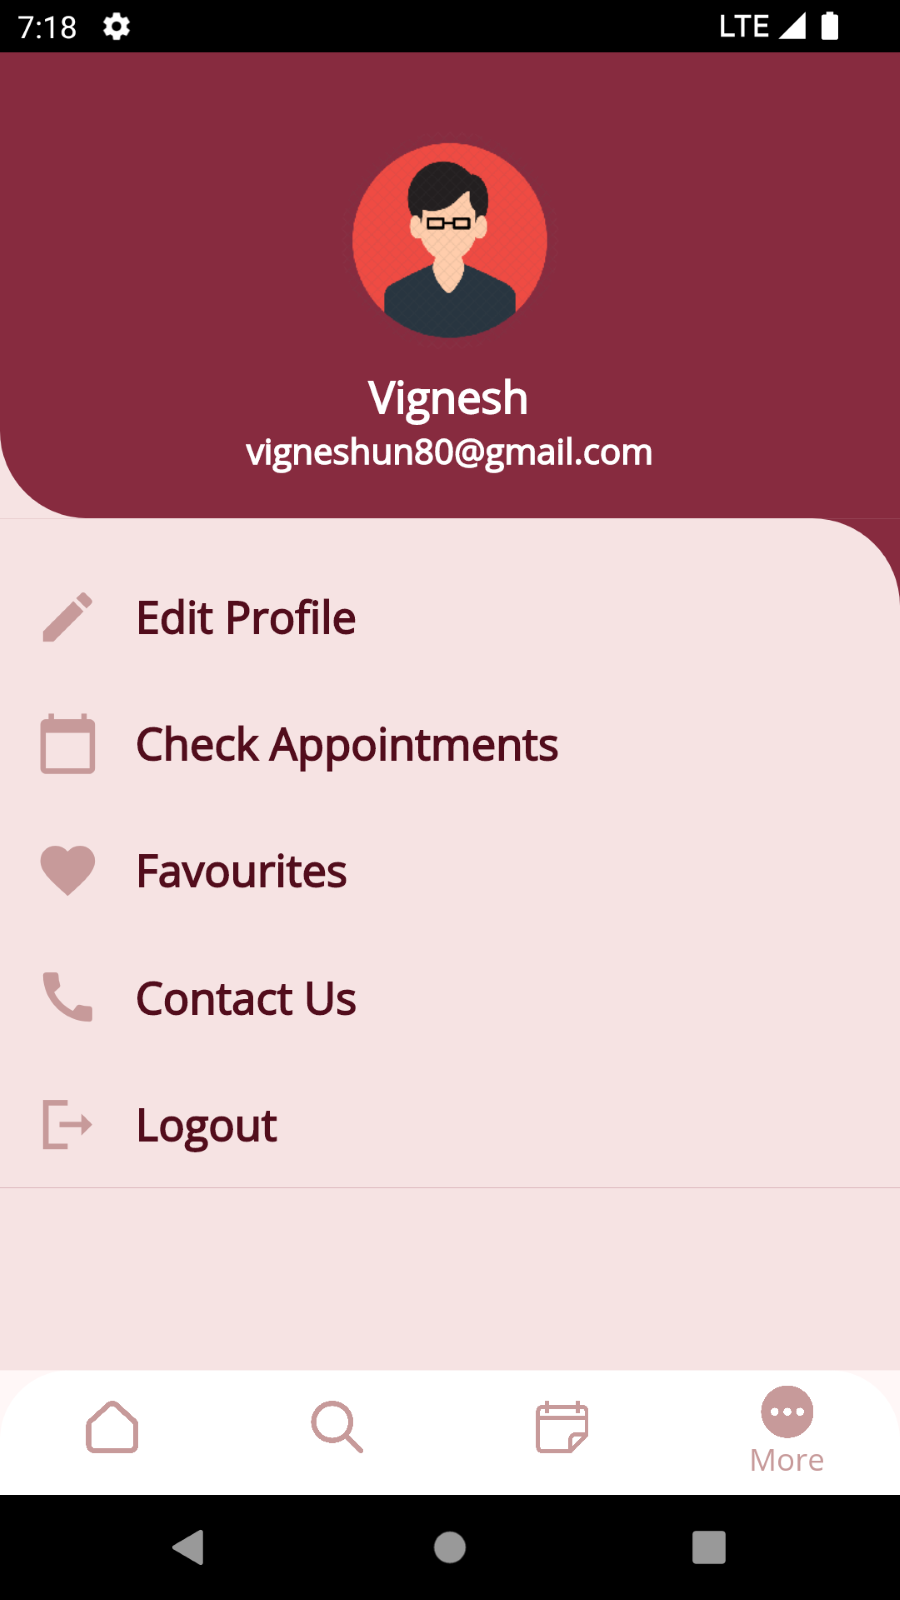 7:18 LTE
Vignesh
vigneshun80@gmail.com
Edit Profile
Check Appointments
Favourites
Contact Us
Logout
More